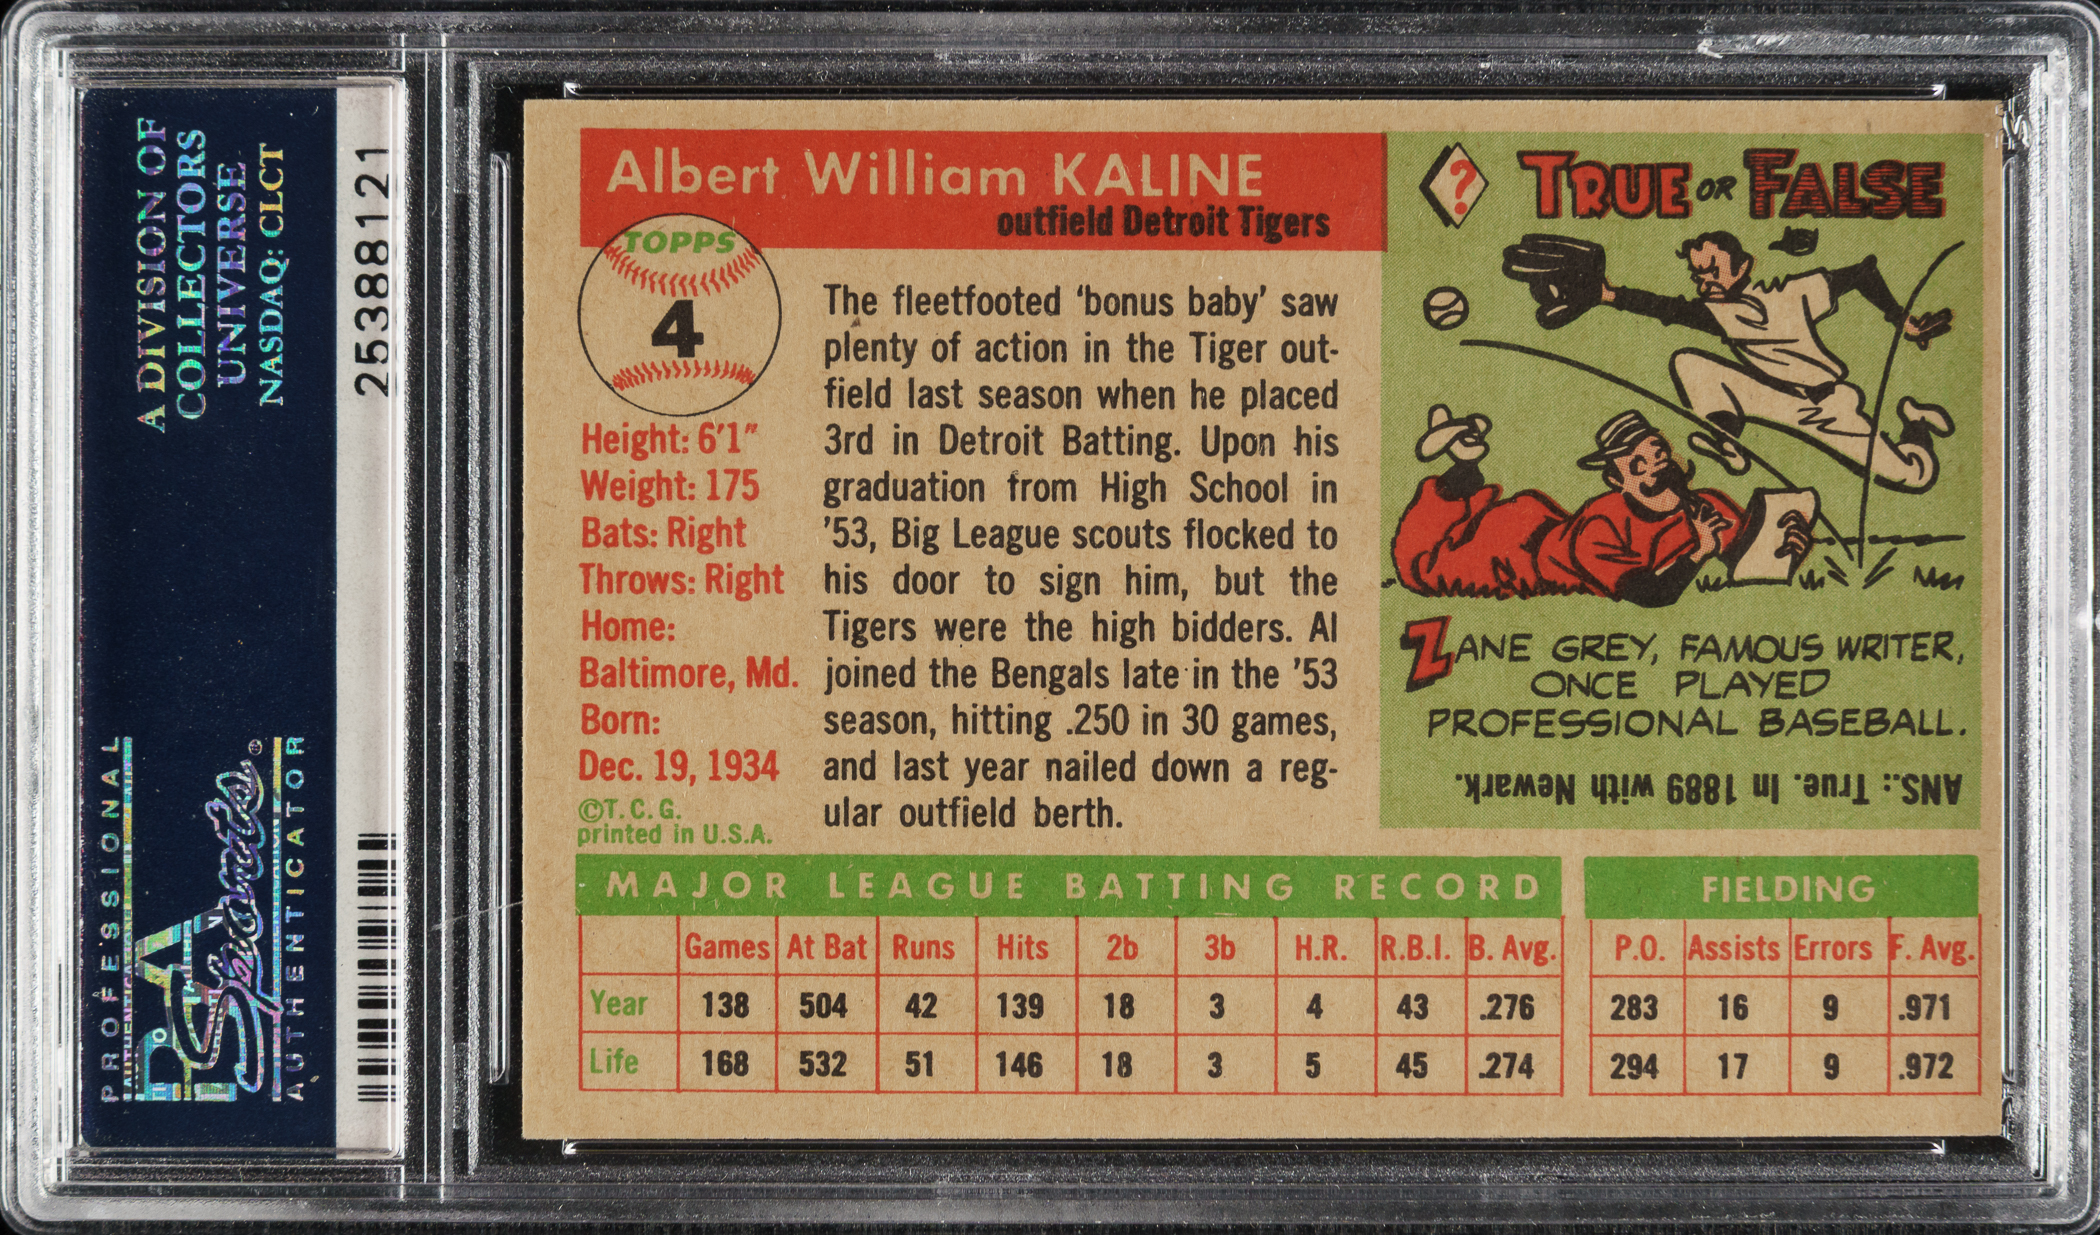 A DIVISION OF
COLLECTORS
UNIVERSE
NASDAQ: CLCT
25388121
PROFESSIONAL
PSA
Sports®
AUTHENTICATOR
Albert William KALINE
outfield Detroit Tigers
TOPPS
4
Height: 6'1"
Weight: 175
Bats: Right
Throws: Right
Home:
Baltimore, Md.
Born:
Dec. 19, 1934
©T.C.G.
printed in U.S.A.
The fleetfooted ‘bonus baby’ saw
plenty of action in the Tiger out-
field last season when he placed
3rd in Detroit Batting. Upon his
graduation from High School in
'53, Big League scouts flocked to
his door to sign him, but the
Tigers were the high bidders. Al
joined the Bengals late in the '53
season, hitting .250 in 30 games,
and last year nailed down a reg-
ular outfield berth.
? TRUE OR FALSE
ZANE GREY, FAMOUS WRITER,
ONCE PLAYED
PROFESSIONAL BASEBALL.
ANS.: True. In 1889 with Newark.
MAJOR LEAGUE BATTING RECORD
Games At Bat Runs Hits 2b 3b H.R. R.B.I. B. Avg.
Year 138 504 42 139 18 3 4 43 .276
Life 168 532 51 146 18 3 5 45 .274
FIELDING
P.O. Assists Errors F. Avg.
283 16 9 .971
294 17 9 .972